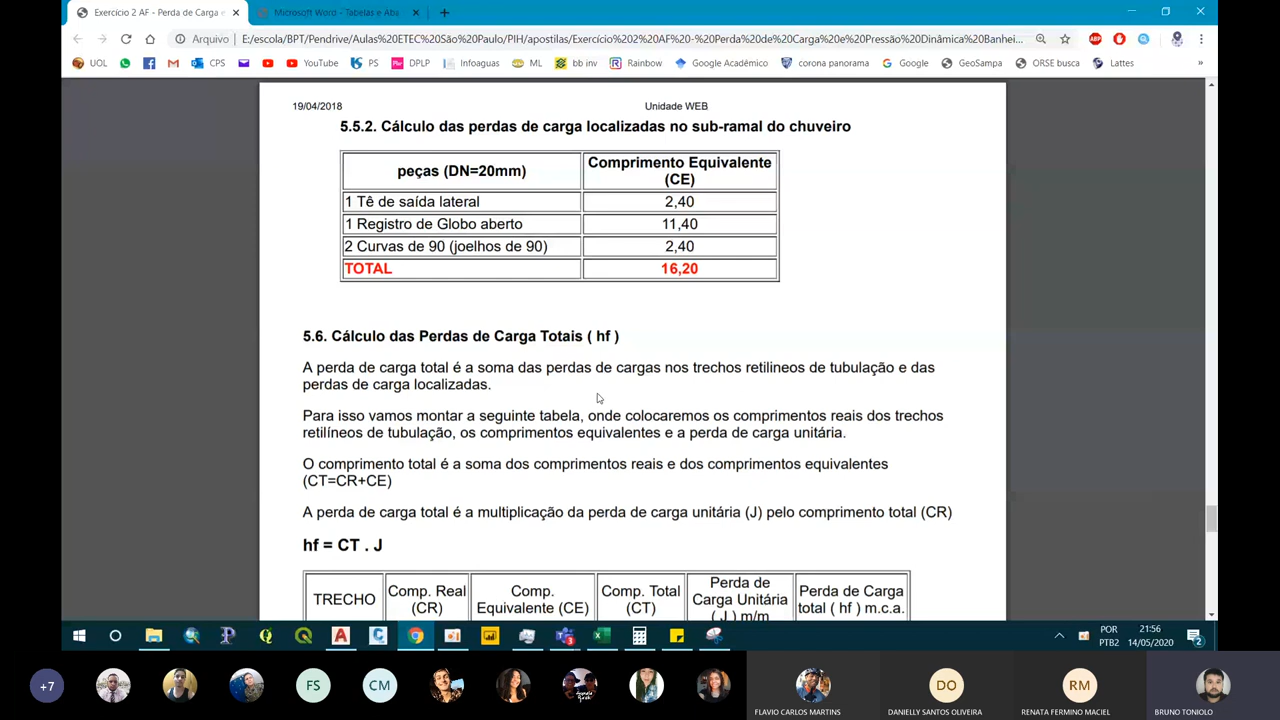 Exercício 2 AF - Perda de Carga e
Microsoft Word - Tabelas e Aba
Arquivo
E:/escola/BPT/Pendrive/Aulas%20ETEC%20São%20Paulo/PIH/apostilas/Exercício%202%20AF%20-%20Perda%20de%20Carga%20e%20Pressão%20Dinâmica%20Banhei...
UOL
CPS
YouTube
PS
DPLP
Infoaguas
ML
bb inv
Rainbow
Google Acadêmico
corona panorama
Google
GeoSampa
ORSE busca
Lattes
»
19/04/2018
Unidade WEB
5.5.2. Cálculo das perdas de carga localizadas no sub-ramal do chuveiro
peças (DN=20mm)
Comprimento Equivalente
(CE)
1 Tê de saída lateral
2,40
1 Registro de Globo aberto
11,40
2 Curvas de 90 (joelhos de 90)
2,40
TOTAL
16,20
5.6. Cálculo das Perdas de Carga Totais ( hf )
A perda de carga total é a soma das perdas de cargas nos trechos retilineos de tubulação e das
perdas de carga localizadas.
Para isso vamos montar a seguinte tabela, onde colocaremos os comprimentos reais dos trechos
retilíneos de tubulação, os comprimentos equivalentes e a perda de carga unitária.
O comprimento total é a soma dos comprimentos reais e dos comprimentos equivalentes
(CT=CR+CE)
A perda de carga total é a multiplicação da perda de carga unitária (J) pelo comprimento total (CR)
hf = CT . J
TRECHO
Comp. Real
(CR)
Comp.
Equivalente (CE)
Comp. Total
(CT)
Perda de
Carga Unitária
( J ) m/m
Perda de Carga
total ( hf ) m.c.a.
POR
PTB2
21:56
14/05/2020
+7
FS
CM
FLAVIO CARLOS MARTINS
DO
DANIELLY SANTOS OLIVEIRA
RM
RENATA FERMINO MACIEL
BRUNO TONIOLO